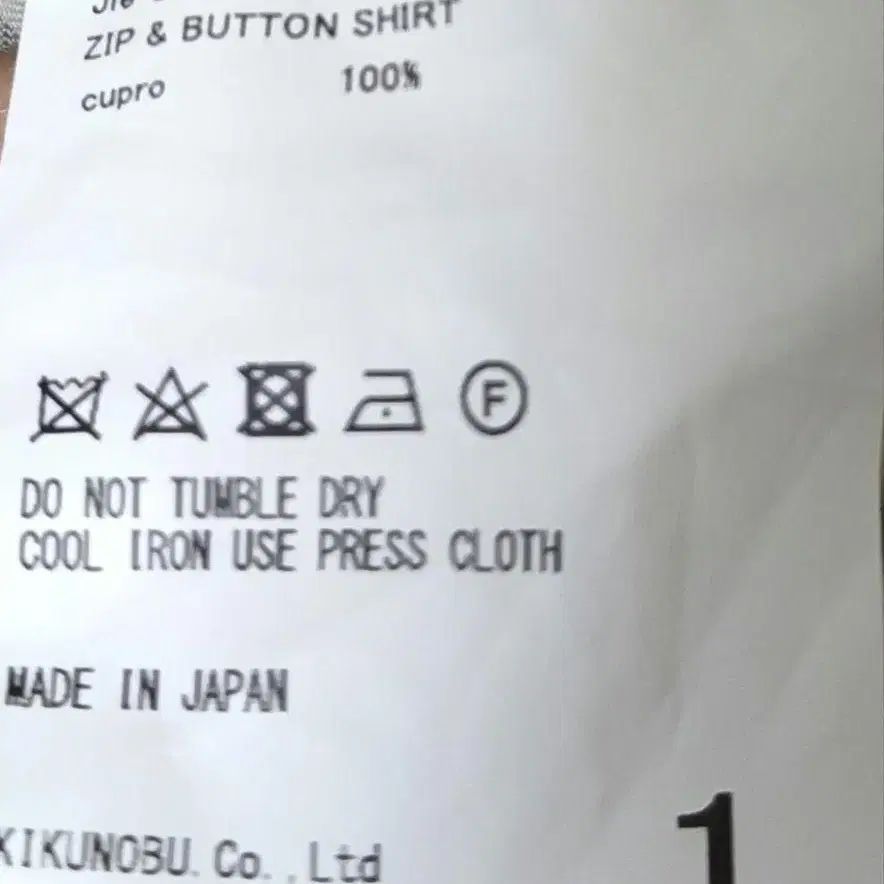 ZIP & BUTTON SHIRT
cupro 100%
F
DO NOT TUMBLE DRY
COOL IRON USE PRESS CLOTH
MADE IN JAPAN
KIKUNOBU.Co.,Ltd
1